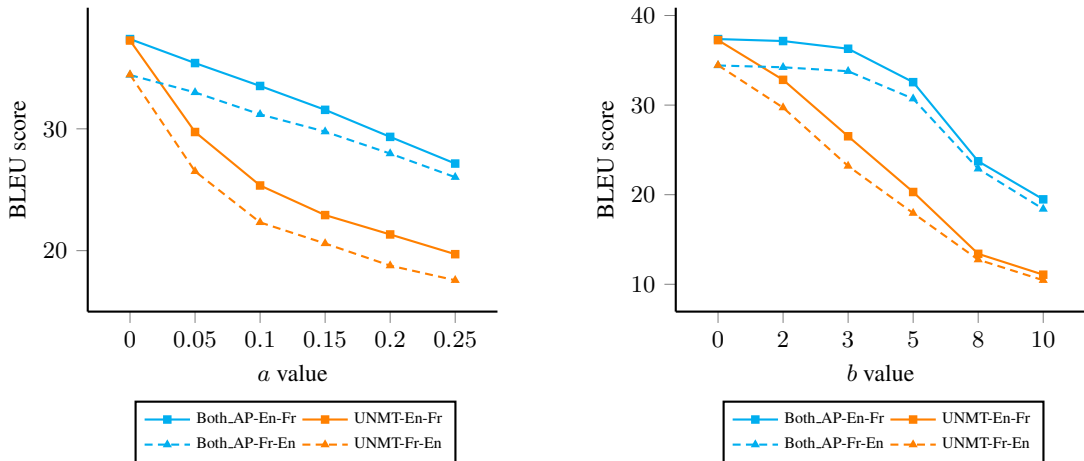 BLEU score
30
20
0 0.05 0.1 0.15 0.2 0.25
a value
Both_AP-En-Fr UNMT-En-Fr
Both_AP-Fr-En UNMT-Fr-En
BLEU score
40
30
20
10
0 2 3 5 8 10
b value
Both_AP-En-Fr UNMT-En-Fr
Both_AP-Fr-En UNMT-Fr-En